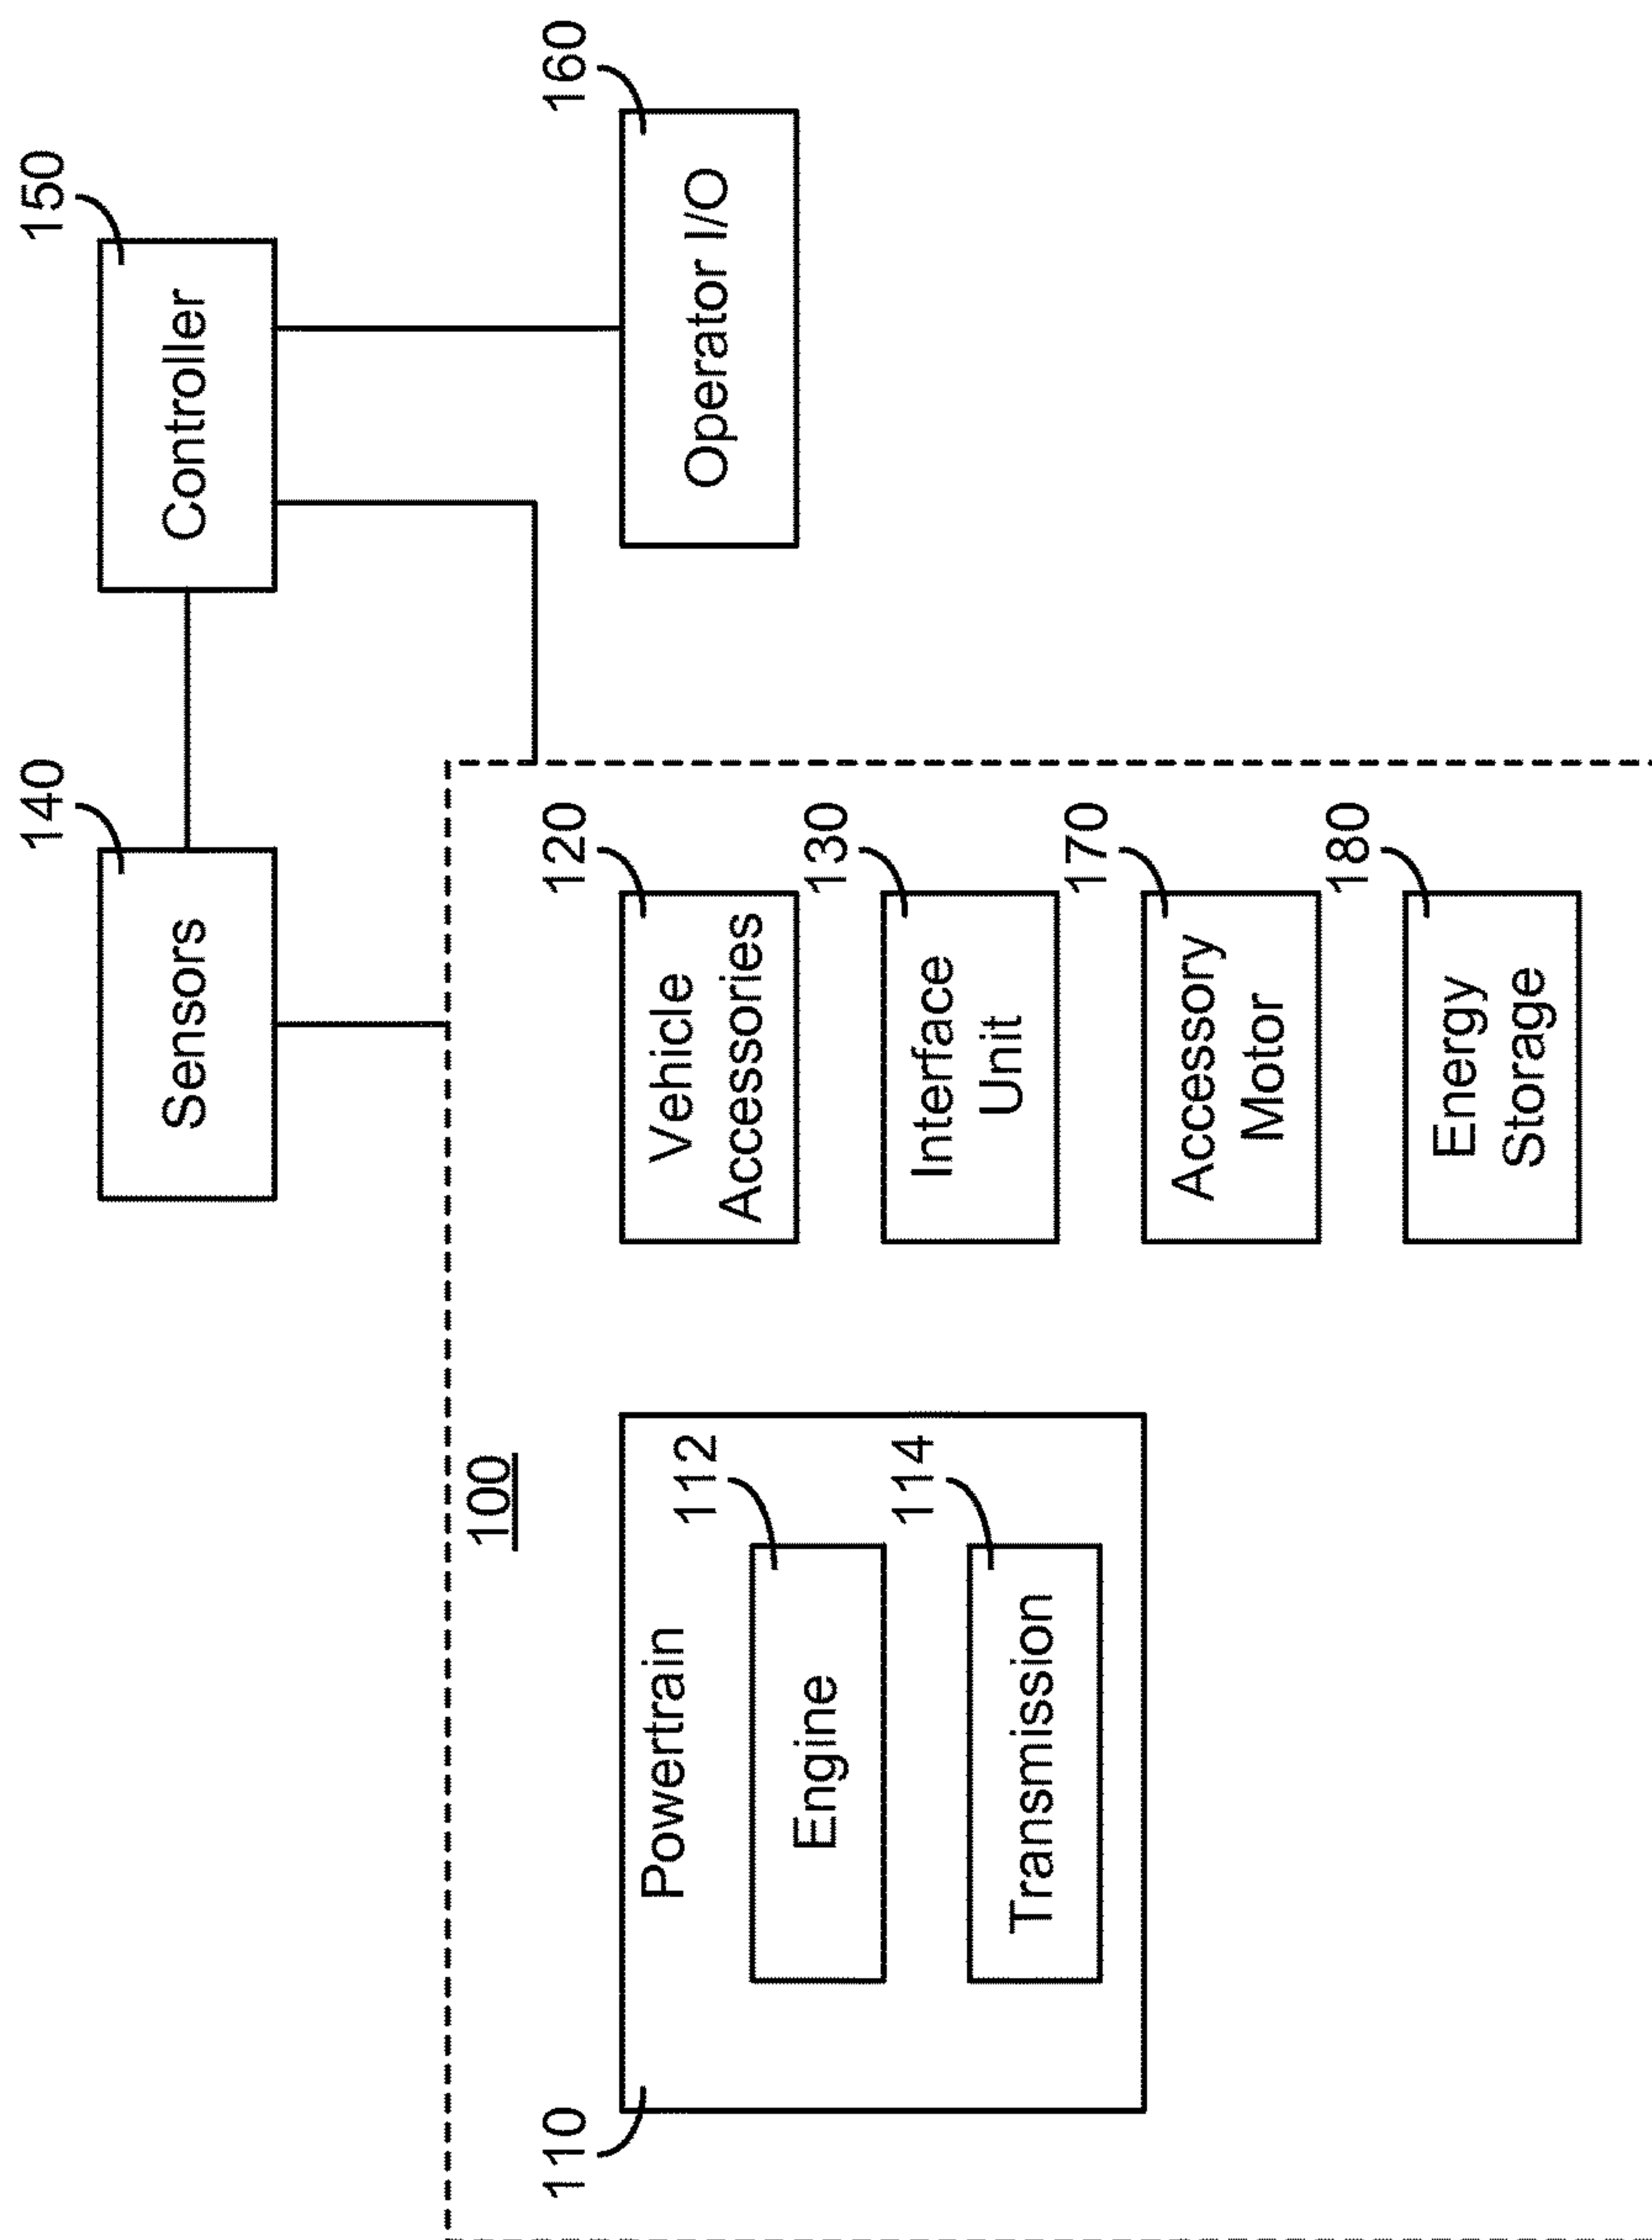 140
Sensors
150
Controller
100
110
Powertrain
112
Engine
114
Transmission
120
Vehicle
Accessories
130
Interface
Unit
170
Accessory
Motor
180
Energy
Storage
160
Operator I/O